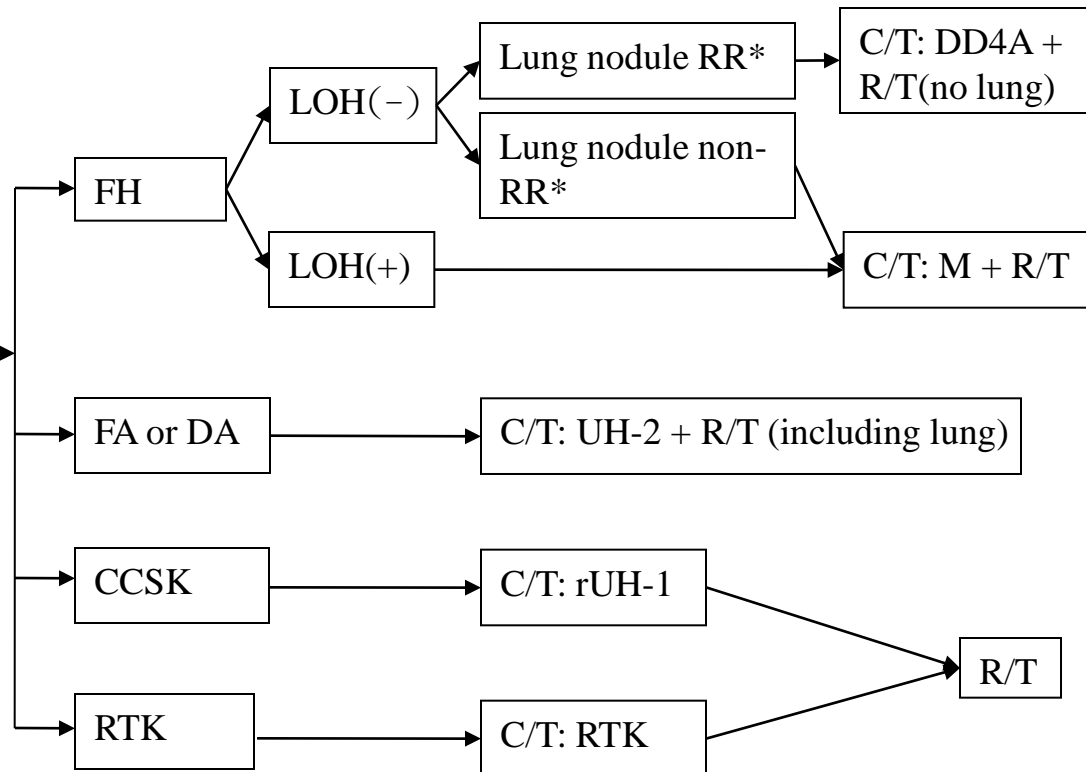 Lung nodule RR*
C/T: DD4A +
R/T(no lung)
LOH(-)
Lung nodule non-
RR*
FH
LOH(+)
C/T: M + R/T
FA or DA
C/T: UH-2 + R/T (including lung)
CCSK
C/T: rUH-1
R/T
RTK
C/T: RTK